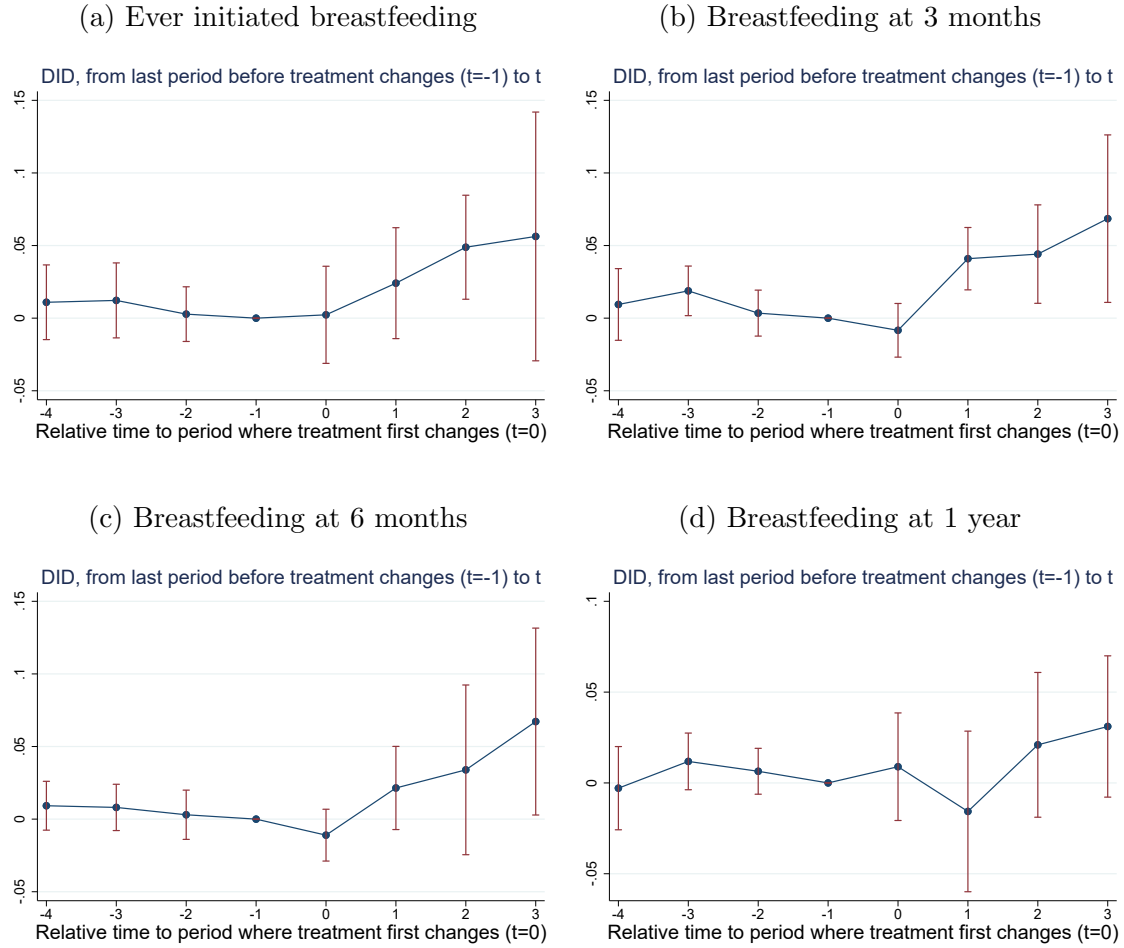 (a) Ever initiated breastfeeding
DID, from last period before treatment changes (t=-1) to t
.15
.1
.05
0
-.05
-4 -3 -2 -1 0 1 2 3
Relative time to period where treatment first changes (t=0)
(b) Breastfeeding at 3 months
DID, from last period before treatment changes (t=-1) to t
.15
.1
.05
0
-.05
-4 -3 -2 -1 0 1 2 3
Relative time to period where treatment first changes (t=0)
(c) Breastfeeding at 6 months
DID, from last period before treatment changes (t=-1) to t
.15
.1
.05
0
-.05
-4 -3 -2 -1 0 1 2 3
Relative time to period where treatment first changes (t=0)
(d) Breastfeeding at 1 year
DID, from last period before treatment changes (t=-1) to t
.1
.05
0
-.05
-4 -3 -2 -1 0 1 2 3
Relative time to period where treatment first changes (t=0)